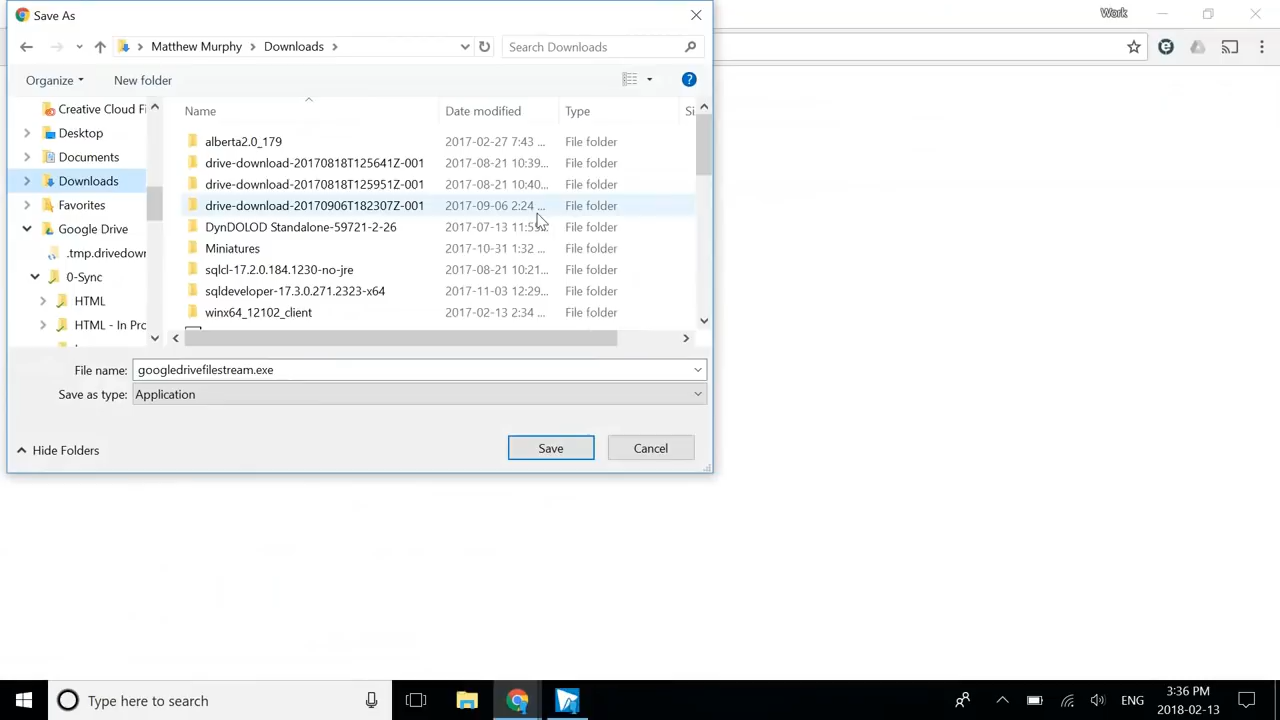 Save As
Work
Matthew Murphy
Downloads
Search Downloads
Organize
New folder
?
Name
Date modified
Type
Si
Creative Cloud Fi
Desktop
Documents
Downloads
Favorites
Google Drive
.tmp.drivedown
0-Sync
HTML
HTML - In Pro
alberta2.0_179 2017-02-27 7:43 ... File folder
drive-download-20170818T125641Z-001 2017-08-21 10:39... File folder
drive-download-20170818T125951Z-001 2017-08-21 10:40... File folder
drive-download-20170906T182307Z-001 2017-09-06 2:24 ... File folder
DynDOLOD Standalone-59721-2-26 2017-07-13 11:5... File folder
Miniatures 2017-10-31 1:32 ... File folder
sqlcl-17.2.0.184.1230-no-jre 2017-08-21 10:21... File folder
sqldeveloper-17.3.0.271.2323-x64 2017-11-03 12:29... File folder
winx64_12102_client 2017-02-13 2:34 ... File folder
File name: googledrivefilestream.exe
Save as type: Application
Hide Folders
Save
Cancel
Type here to search
ENG
3:36 PM
2018-02-13